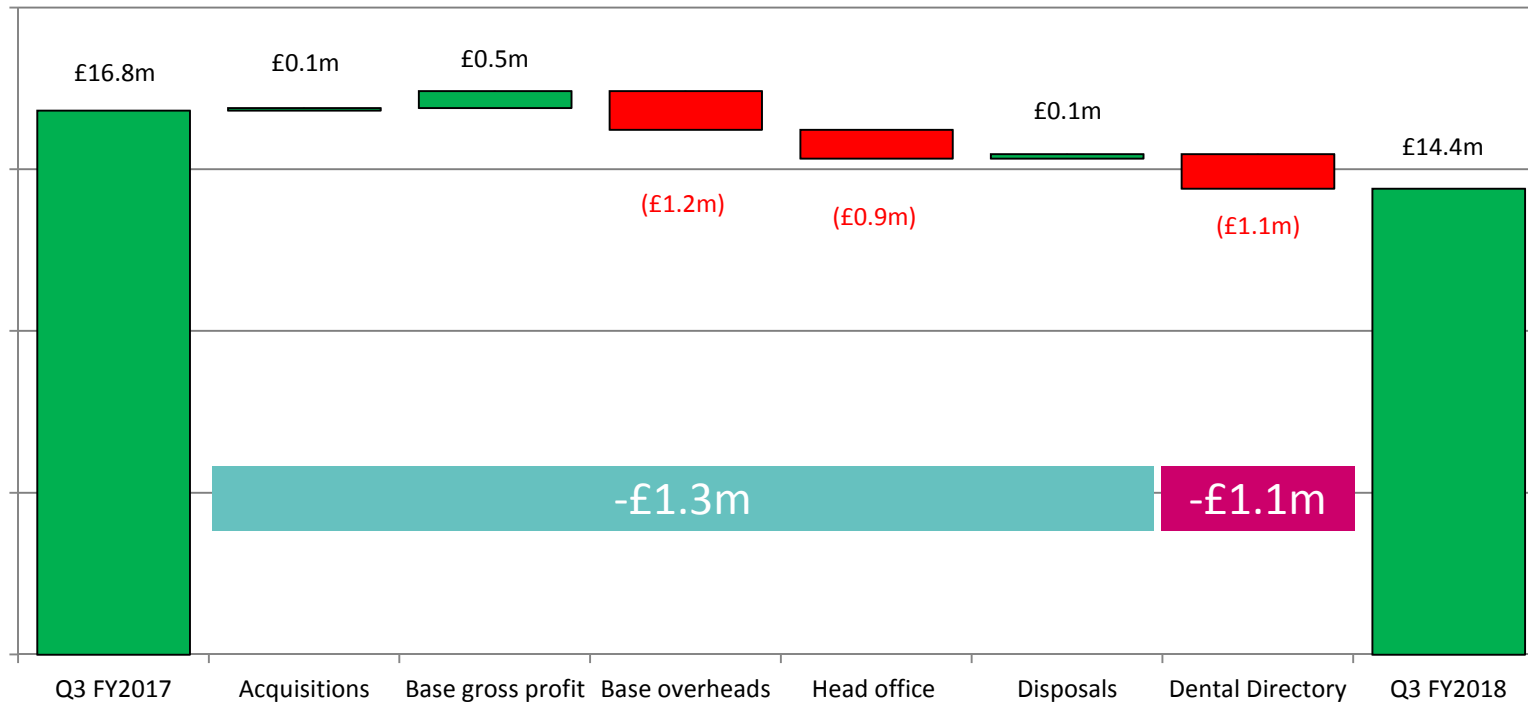 £16.8m
£0.1m
£0.5m
(£1.2m)
(£0.9m)
£0.1m
(£1.1m)
£14.4m
-£1.3m
-£1.1m
Q3 FY2017
Acquisitions
Base gross profit
Base overheads
Head office
Disposals
Dental Directory
Q3 FY2018